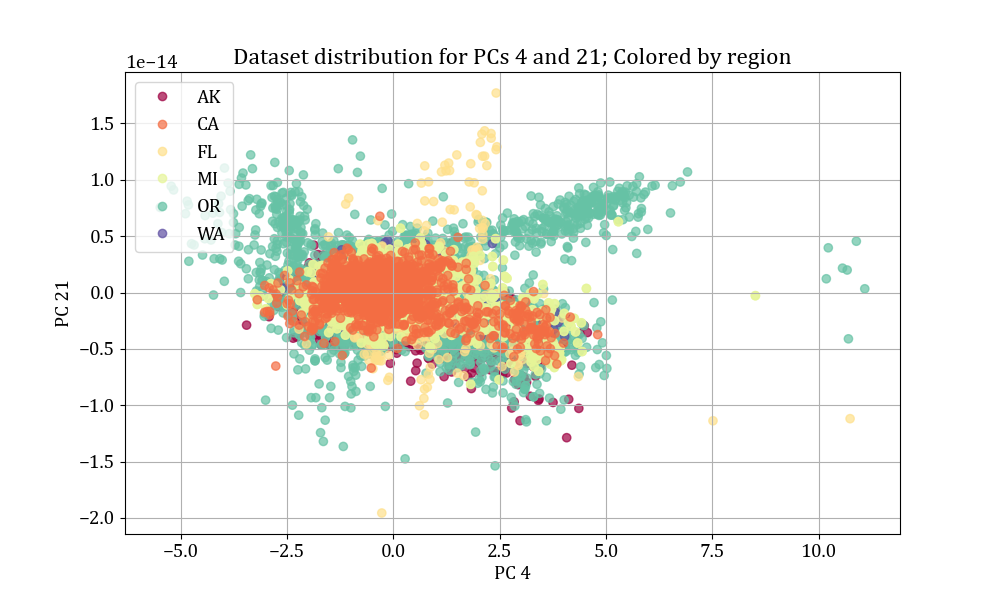 Dataset distribution for PCs 4 and 21; Colored by region
1e−14
AK
CA
FL
MI
OR
WA
1.5
1.0
0.5
0.0
−0.5
−1.0
−1.5
−2.0
PC 21
−5.0 −2.5 0.0 2.5 5.0 7.5 10.0
PC 4